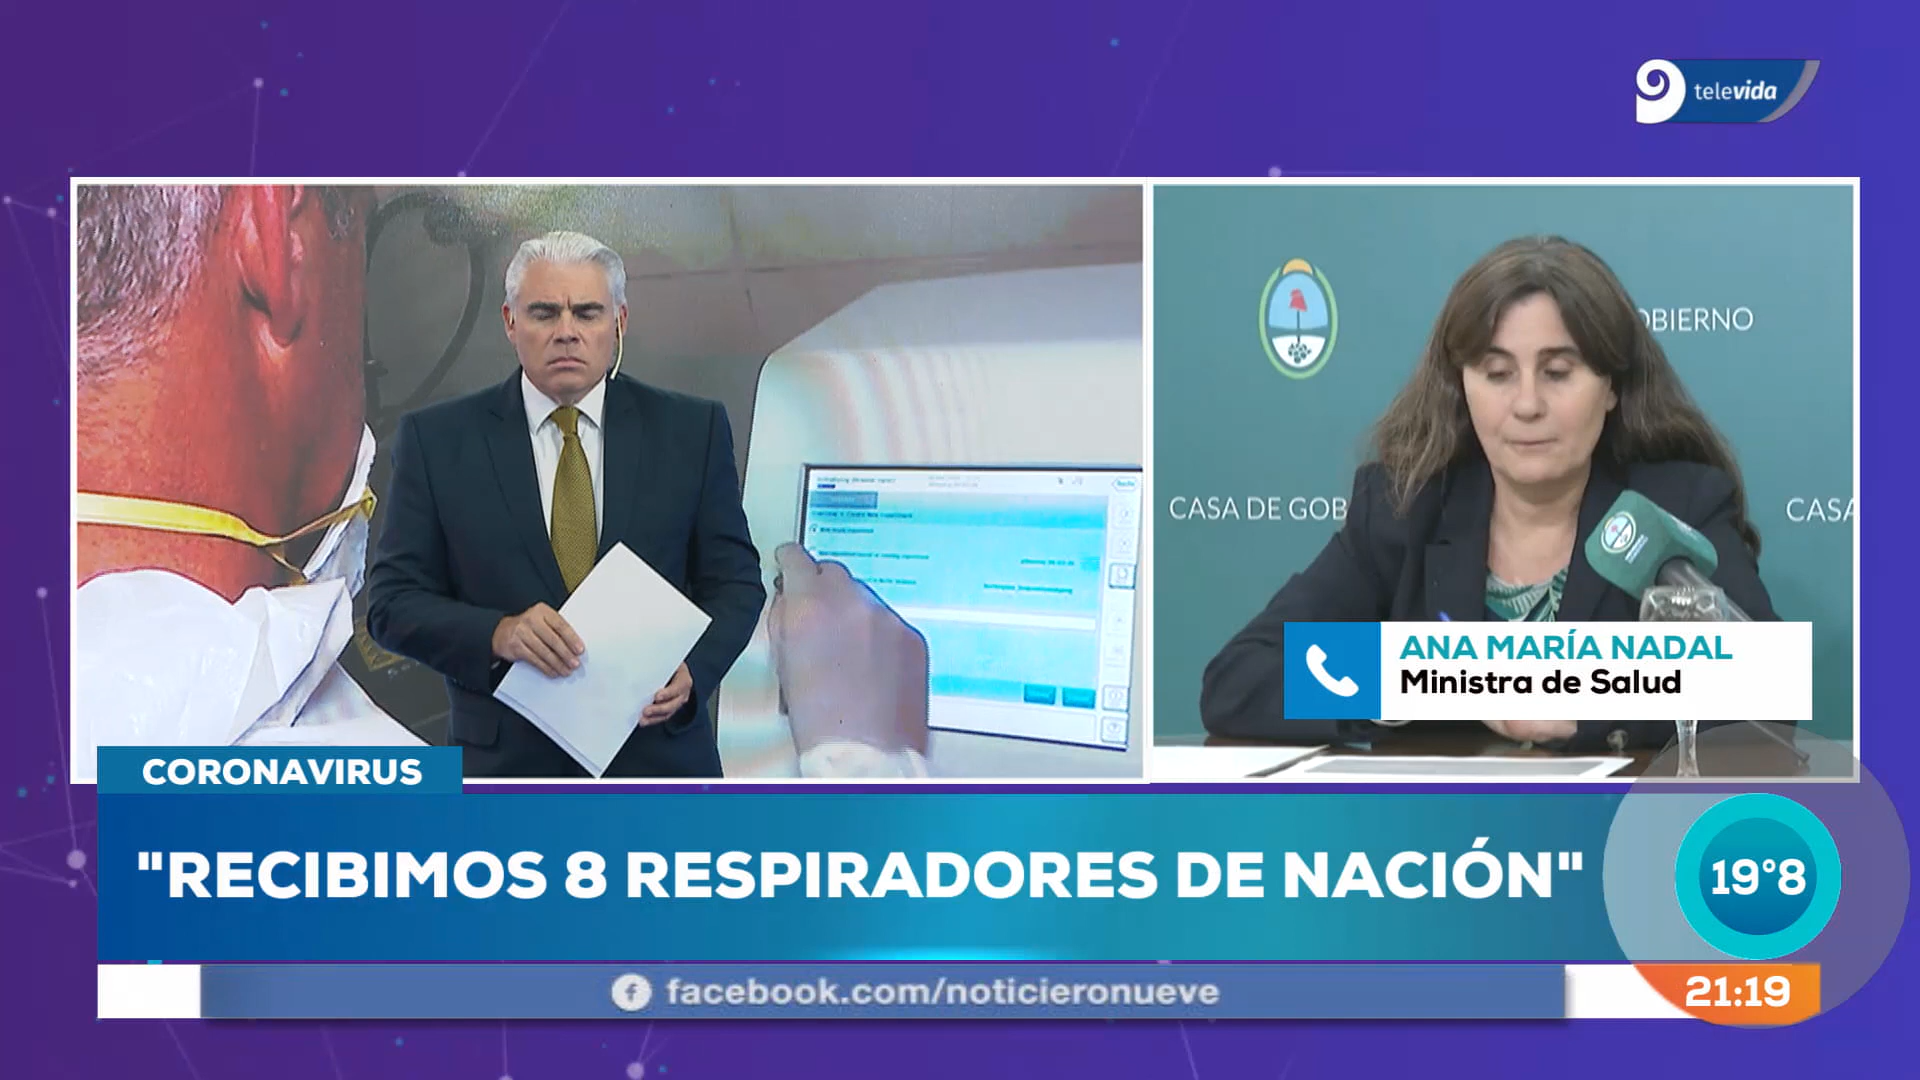 9 televida
OBIERNO
CASA DE GOB
CASA
ANA MARÍA NADAL
Ministra de Salud
CORONAVIRUS
"RECIBIMOS 8 RESPIRADORES DE NACIÓN"
19°8
facebook.com/noticieronueve
21:19